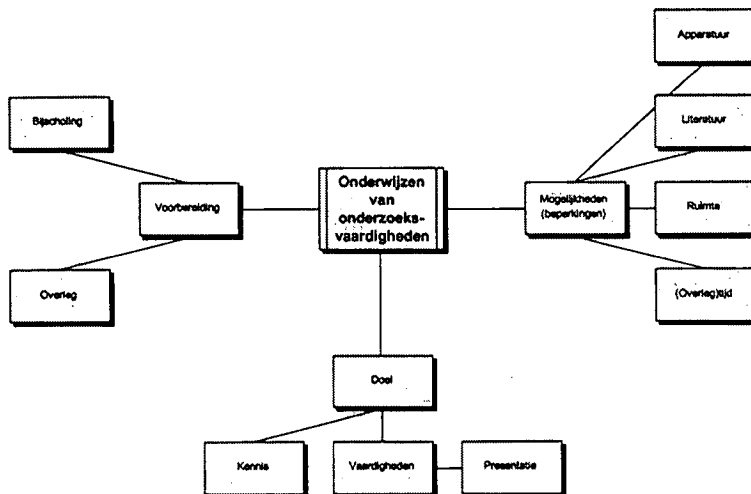 Apparatuur
Bijscholing
Literatuur
Onderwijzen
van
onderzoeks-
vaardigheden
Voorbereiding
Mogelijkheden
(beperkingen)
Ruimte
Overleg
(Overleg)tijd
Doel
Kennis
Vaardigheden
Presentatie